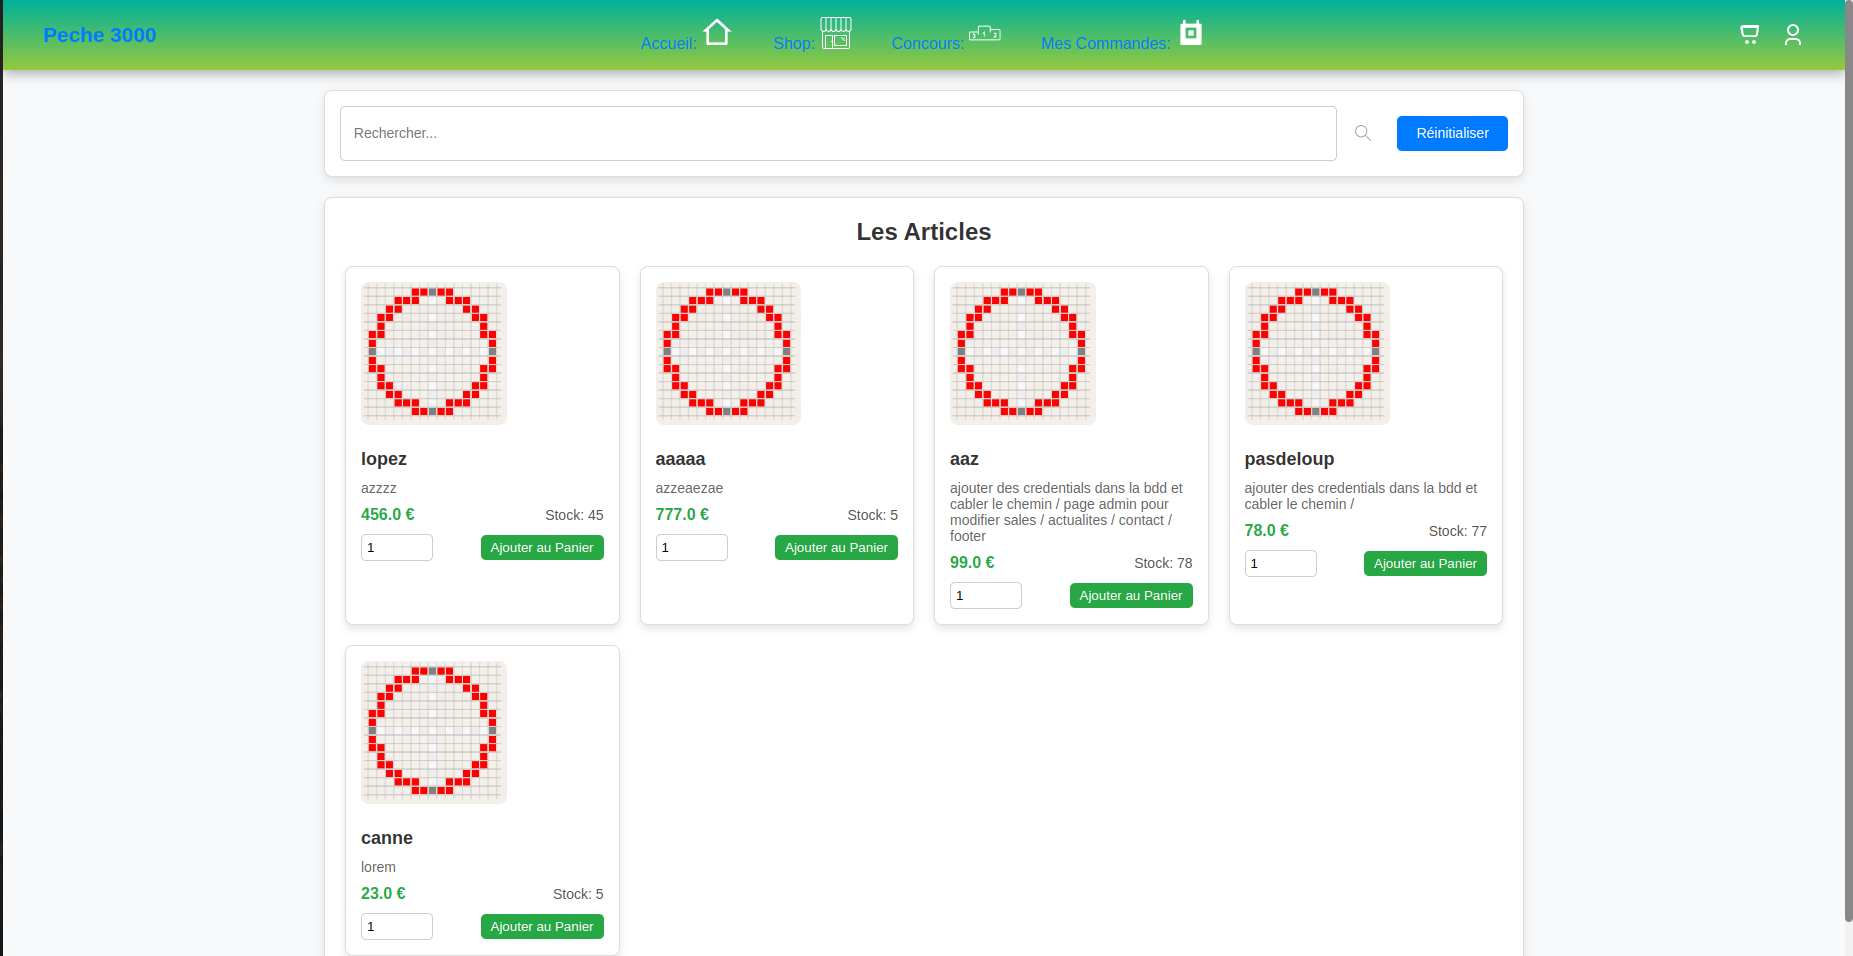 Peche 3000
Accueil:
Shop:
Concours:
Mes Commandes:
Rechercher...
Réinitialiser
Les Articles
lopez
azzzz
456.0 €
Stock: 45
1
Ajouter au Panier
aaaaa
azzeaezae
777.0 €
Stock: 5
1
Ajouter au Panier
aaz
ajouter des credentials dans la bdd et
cabler le chemin / page admin pour
modifier sales / actualites / contact /
footer
99.0 €
Stock: 78
1
Ajouter au Panier
pasdeloup
ajouter des credentials dans la bdd et
cabler le chemin /
78.0 €
Stock: 77
1
Ajouter au Panier
canne
lorem
23.0 €
Stock: 5
1
Ajouter au Panier